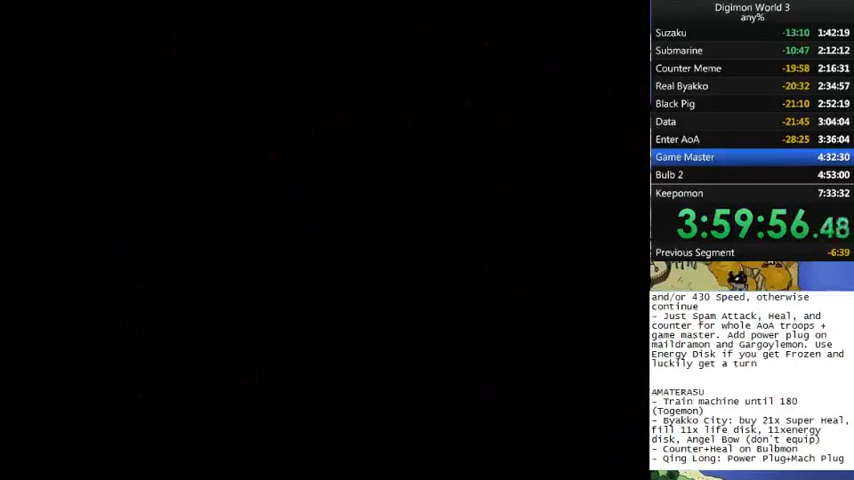 Digimon World 3
any%
Suzaku -13:10 1:42:19
Submarine -10:47 2:12:12
Counter Meme -19:58 2:16:31
Real Byakko -20:32 2:34:57
Black Pig -21:10 2:52:19
Data -21:45 3:04:04
Enter AoA -28:25 3:36:04
Game Master 4:32:30
Bulb 2 4:53:00
Keepomon 7:33:32
3:59:56.48
Previous Segment -6:39
and/or 430 Speed, otherwise
continue
- Just Spam Attack, Heal, and
counter for whole AoA troops +
game master. Add power plug on
maildramon and Gargoylemon. Use
Energy Disk if you get Frozen and
luckily get a turn
AMATERASU
- Train machine until 180
(Togemon)
- Byakko City: buy 21x Super Heal,
fill 11x life disk, 11xenergy
disk, Angel Bow (don't equip)
- Counter+Heal on Bulbmon
- Qing Long: Power Plug+Mach Plug